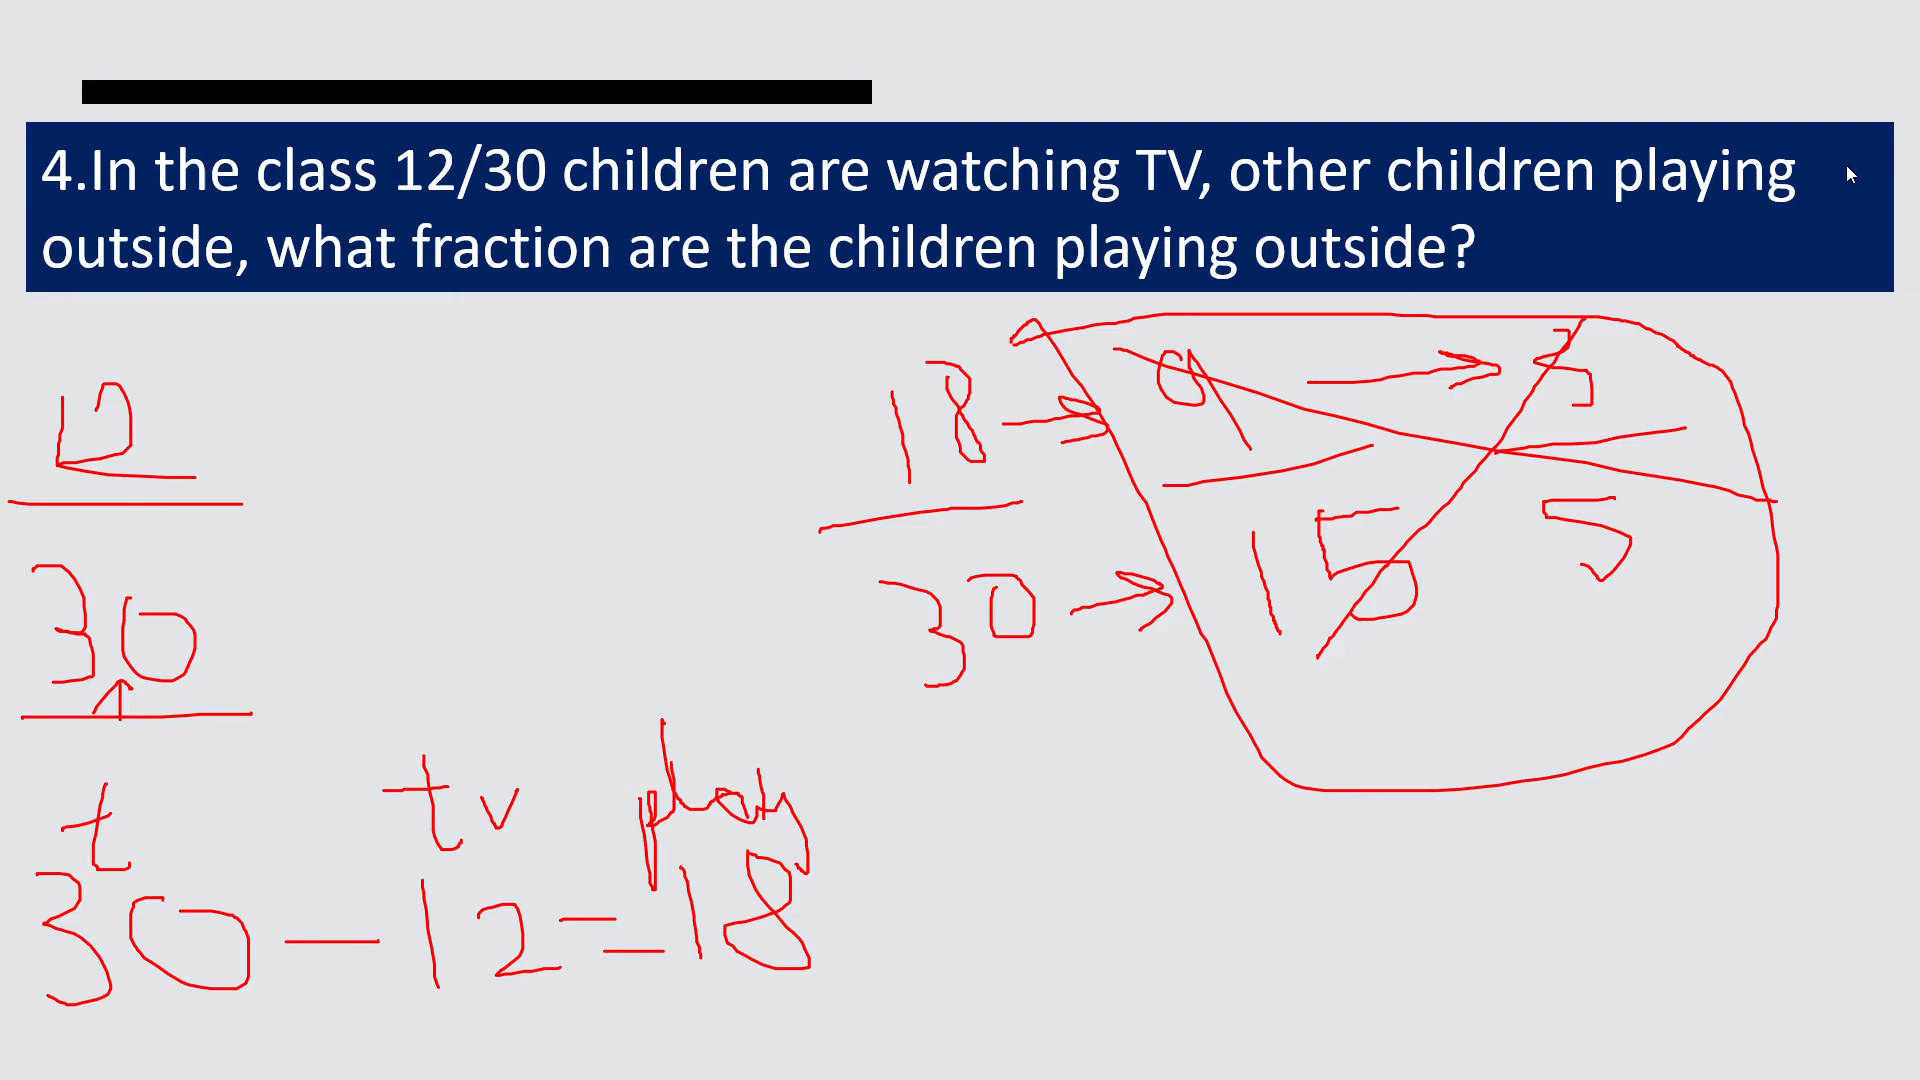 4.In the class 12/30 children are watching TV, other children playing
outside, what fraction are the children playing outside?
12
30
18
30
9
15
3
5
t tv play
30 - 12 = 18